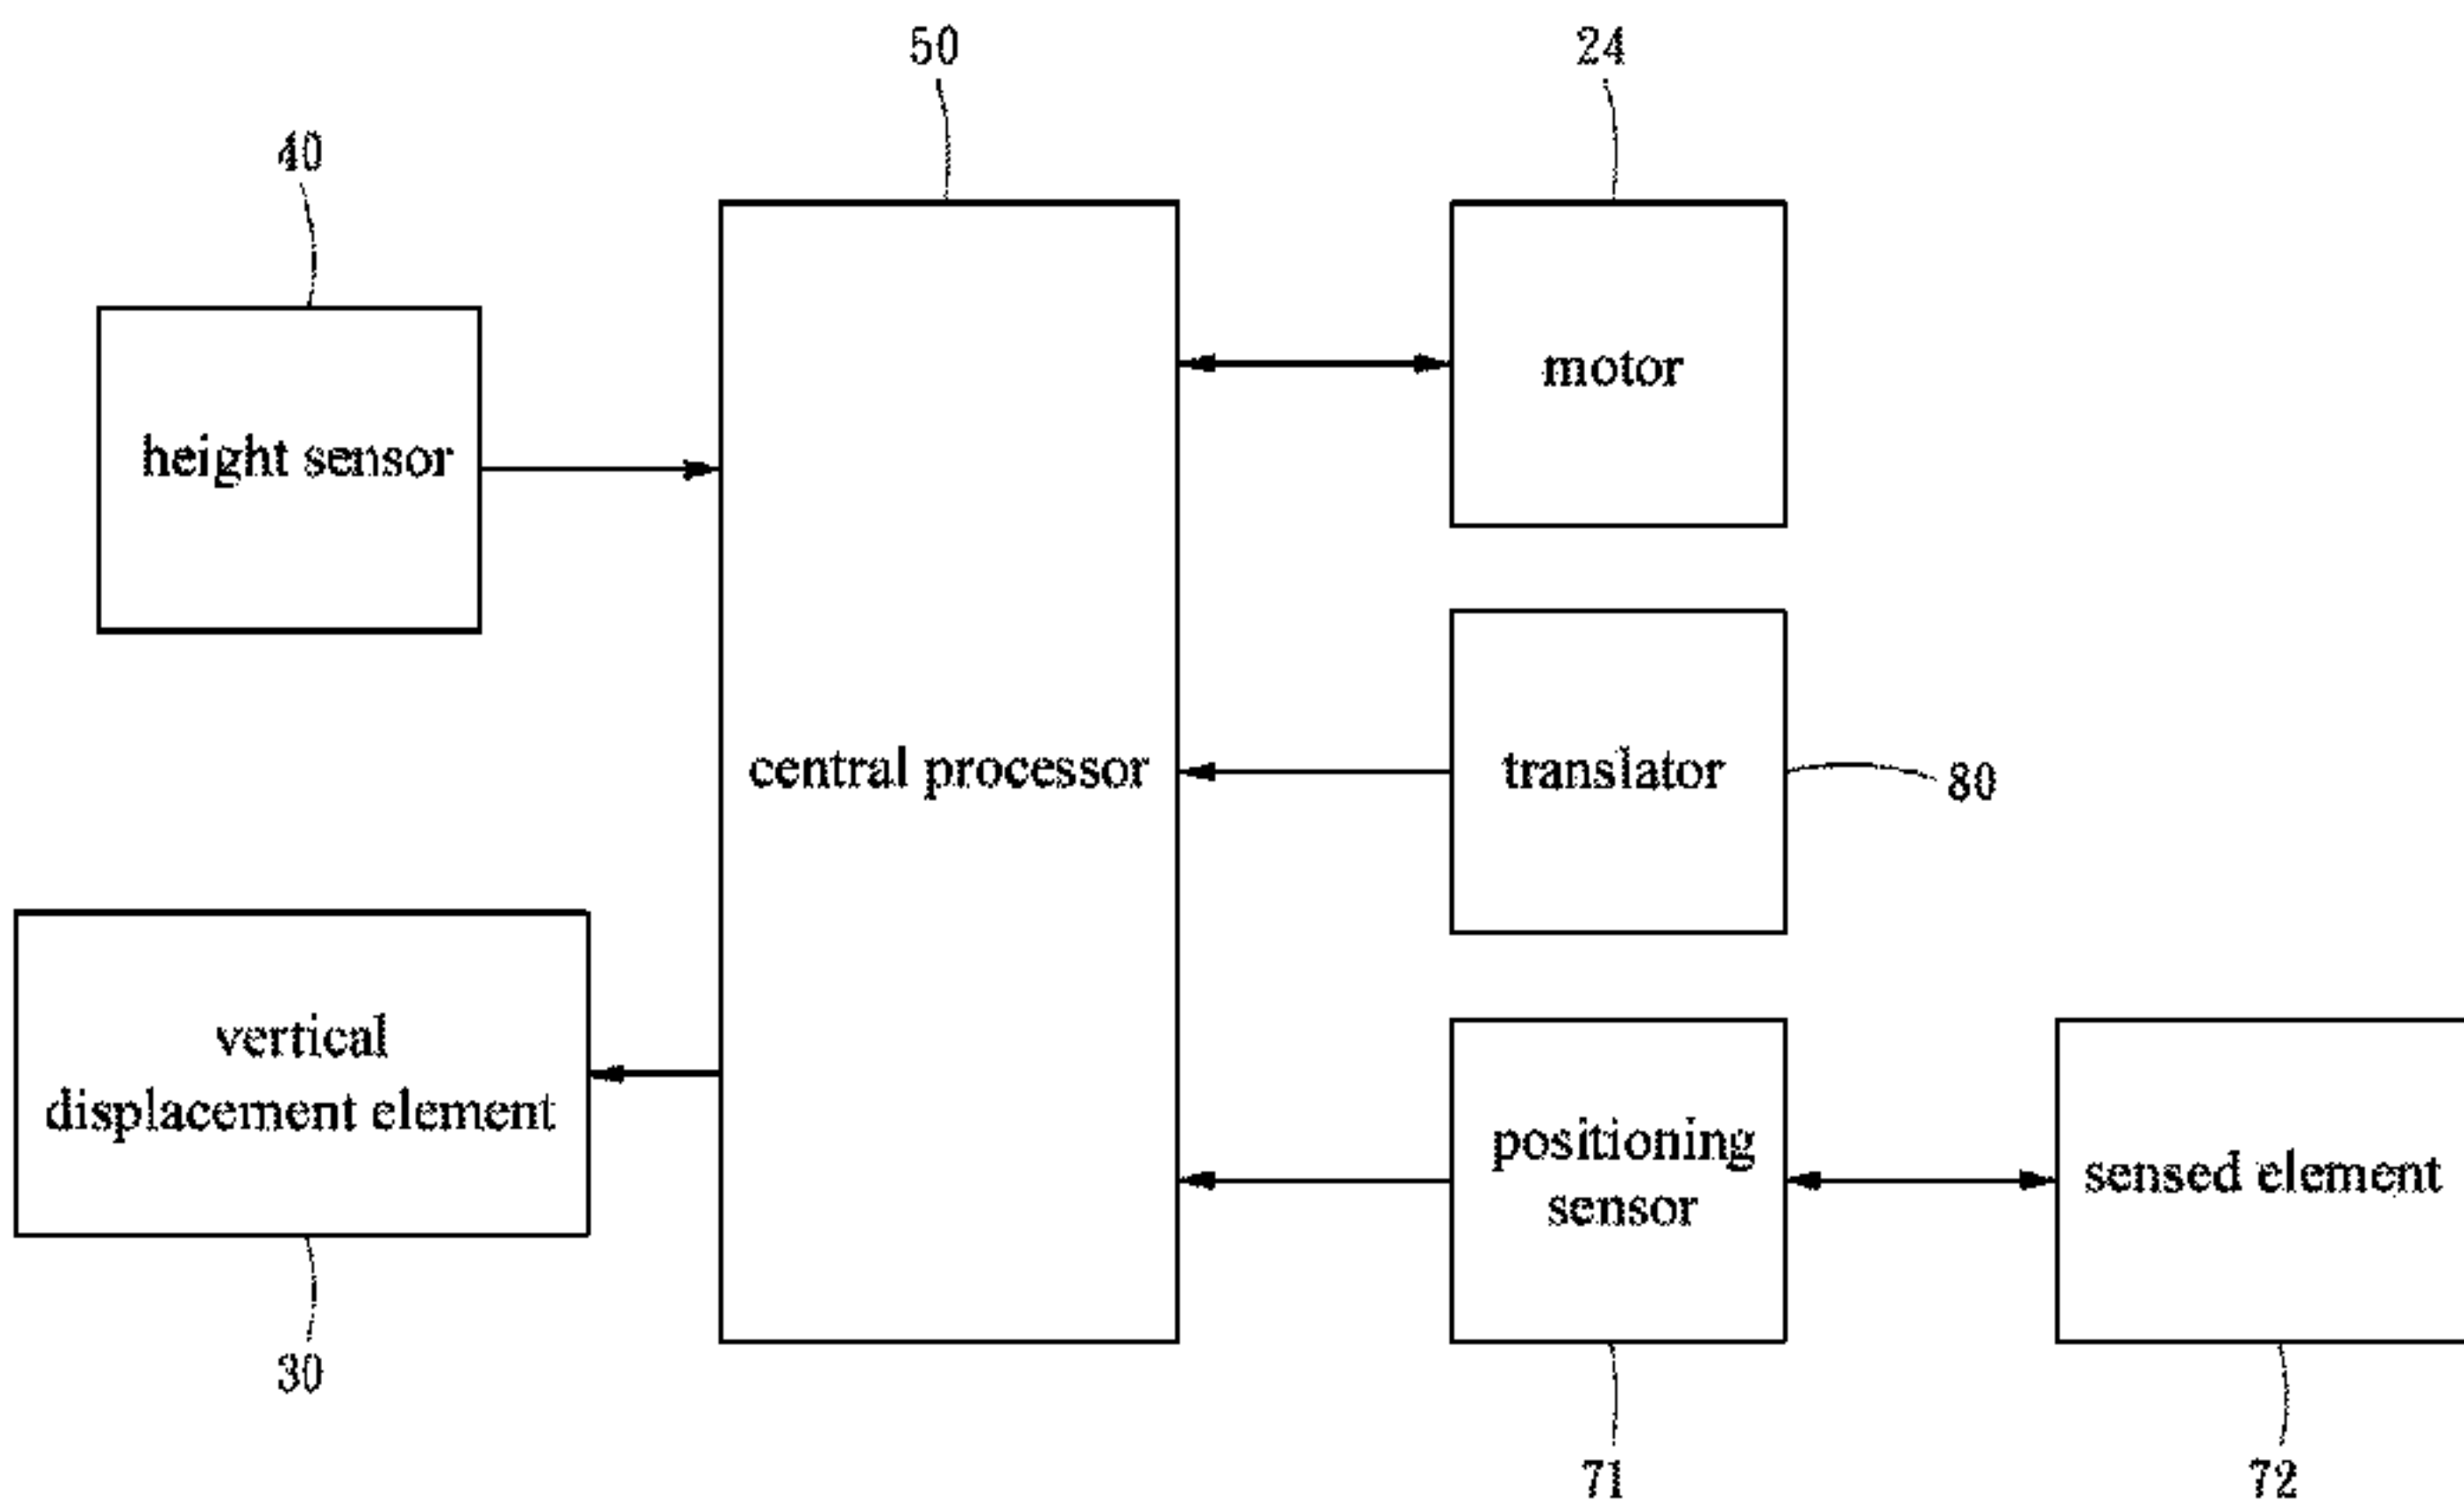 50
24
40
motor
height sensor
central processor
translator
80
vertical
displacement element
positioning
sensor
sensed element
30
71
72